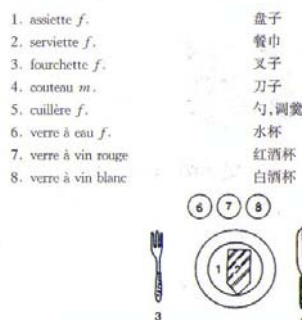 1. assiette f. 盘子
2. serviette f. 餐巾
3. fourchette f. 叉子
4. couteau m. 刀子
5. cuillère f. 勺,调羹
6. verre à eau f. 水杯
7. verre à vin rouge 红酒杯
8. verre à vin blanc 白酒杯
6 7 8
1
3